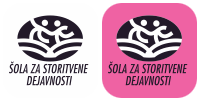 ŠOLA ZA STORITVENE
DEJAVNOSTI
ŠOLA ZA STORITVENE
DEJAVNOSTI